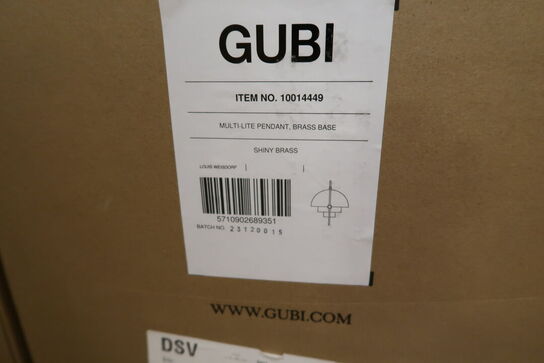 GUBI
ITEM NO. 10014449
MULTI-LITE PENDANT, BRASS BASE
SHINY BRASS
LOUIS WEISDORF
5710902689351
BATCH NO. 23120015
WWW.GUBI.COM
DSV